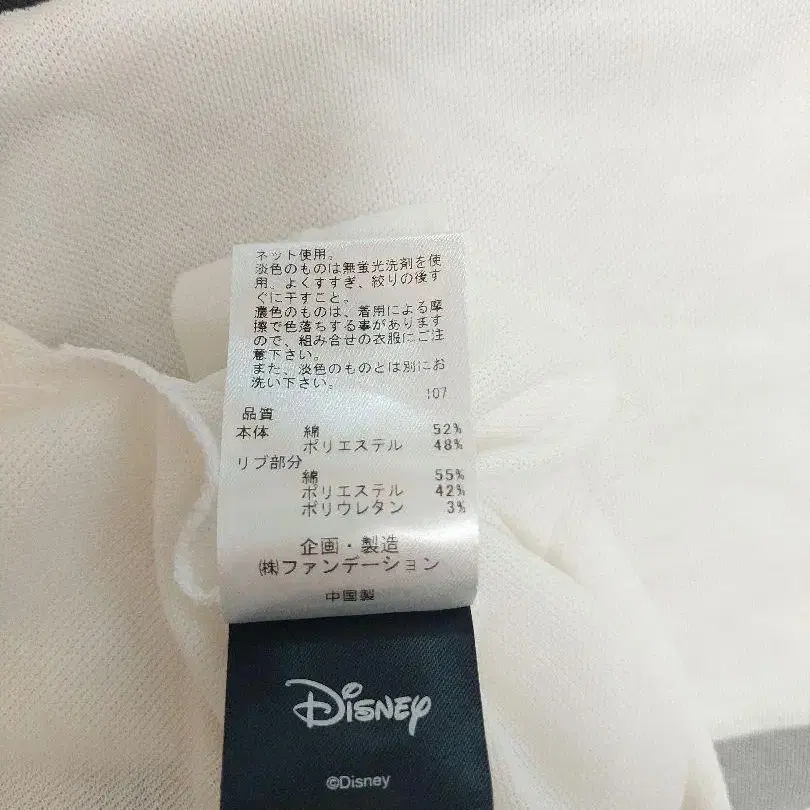 ネット使用。
淡色のものは無蛍光洗剤を使
用、よくすすぎ、絞りの後す
ぐに干すこと。
濃色のものは、着用による摩
擦で色落ちする事があります
ので、組み合せの衣服にご注
意下さい。
また、淡色のものとは別にお
洗い下さい。
107
品質
本体 綿 52%
ポリエステル 48%
リブ部分
綿 55%
ポリエステル 42%
ポリウレタン 3%
企画・製造
㈱ファンデーション
中国製
Disney
©Disney